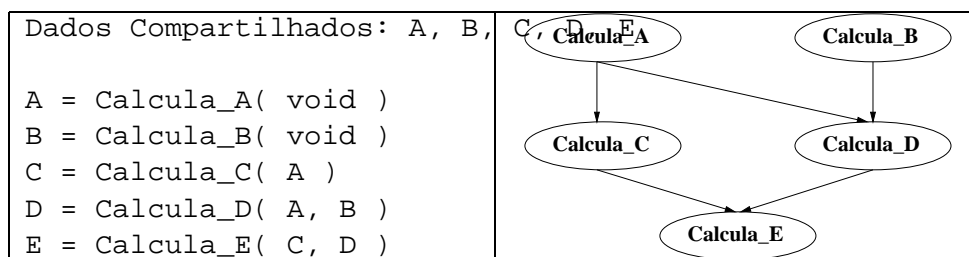 Dados Compartilhados: A, B, C, D, E
A = Calcula_A( void )
B = Calcula_B( void )
C = Calcula_C( A )
D = Calcula_D( A, B )
E = Calcula_E( C, D )
Calcula_A
Calcula_B
Calcula_C
Calcula_D
Calcula_E